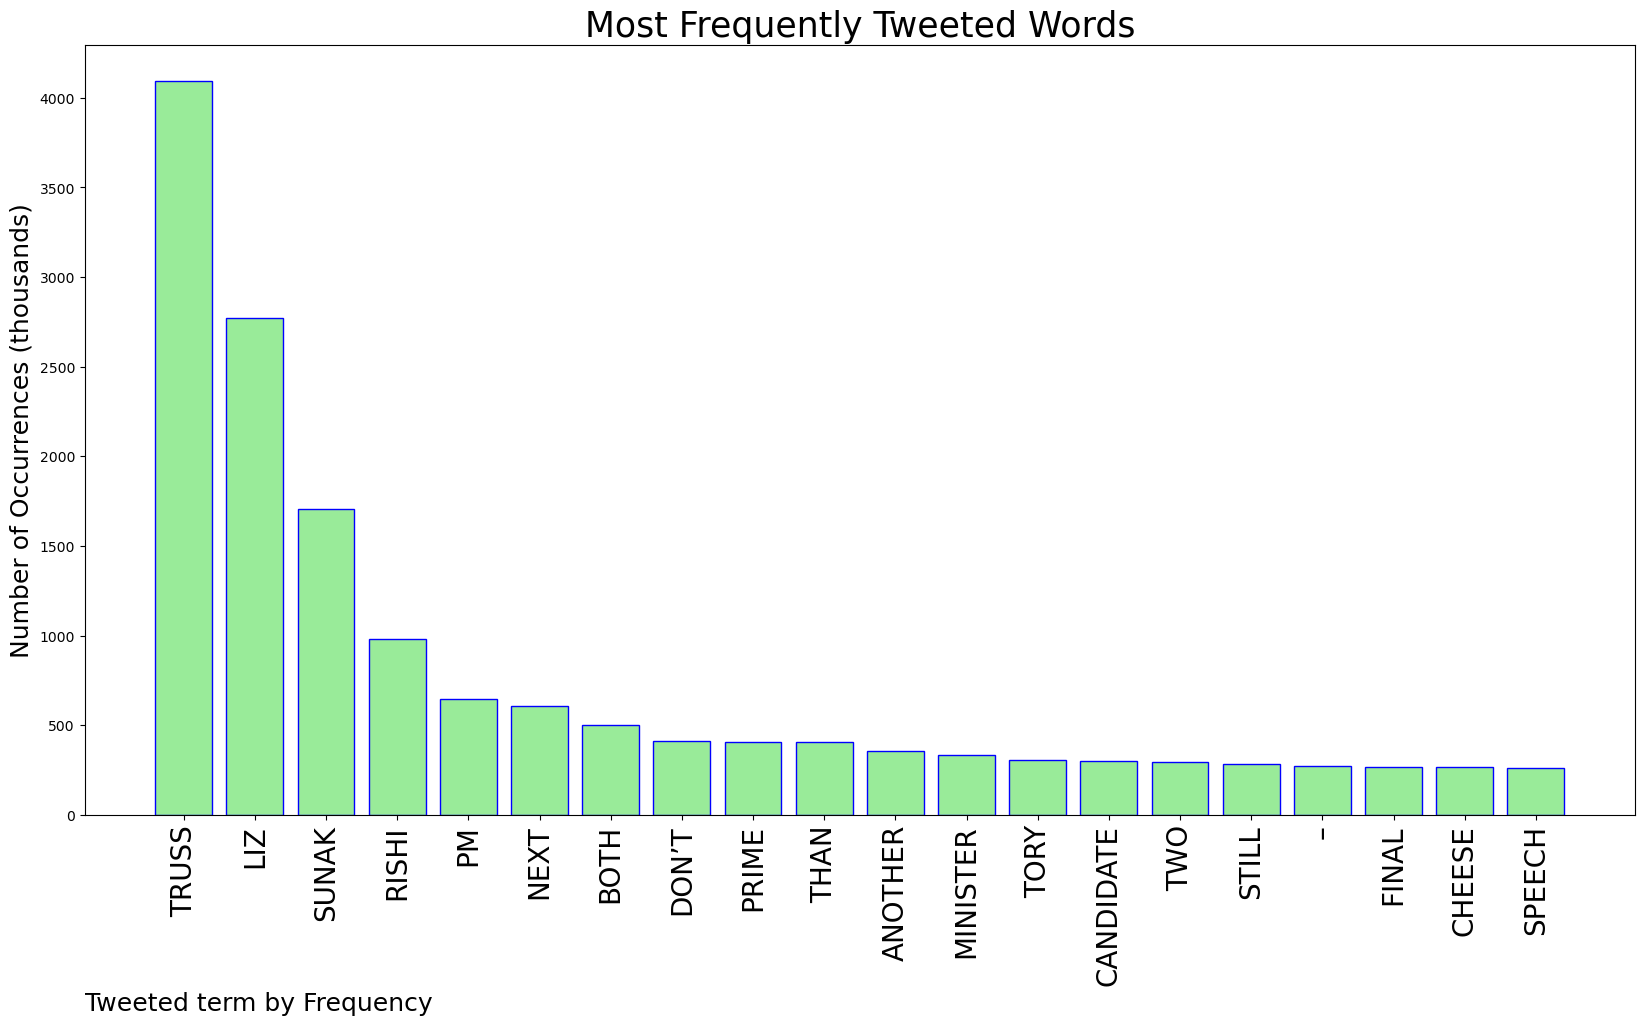 Most Frequently Tweeted Words
Number of Occurrences (thousands)
4000
3500
3000
2500
2000
1500
1000
500
0
TRUSS
LIZ
SUNAK
RISHI
PM
NEXT
BOTH
DON’T
PRIME
THAN
ANOTHER
MINISTER
TORY
CANDIDATE
TWO
STILL
–
FINAL
CHEESE
SPEECH
Tweeted term by Frequency